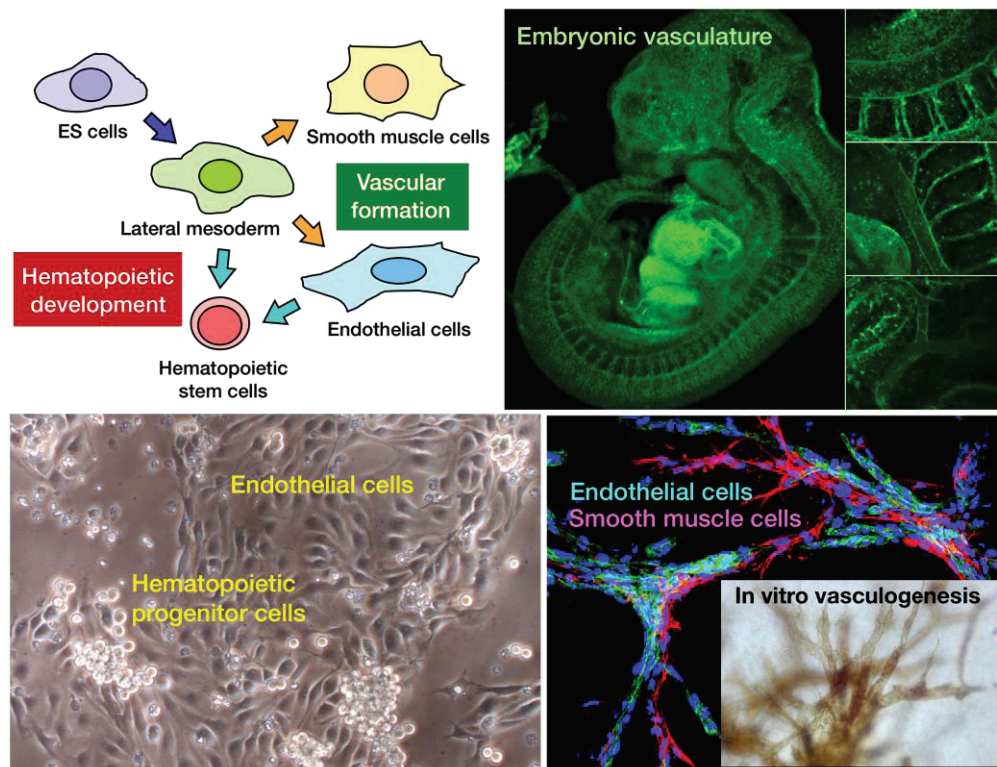 ES cells
Smooth muscle cells
Lateral mesoderm
Vascular
formation
Hematopoietic
development
Endothelial cells
Hematopoietic
stem cells
Embryonic vasculature
Endothelial cells
Hematopoietic
progenitor cells
Endothelial cells
Smooth muscle cells
In vitro vasculogenesis